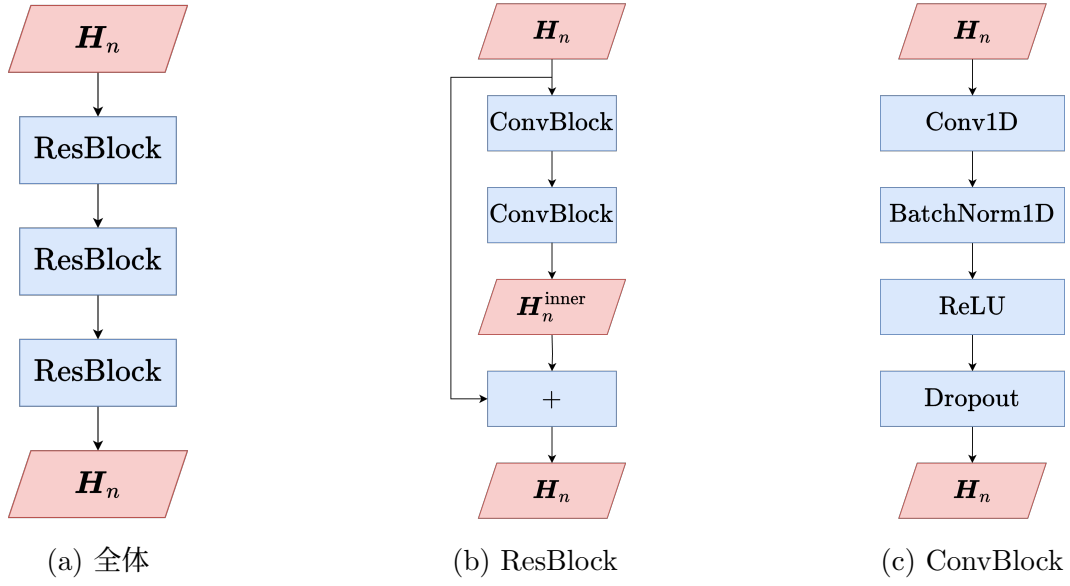 H_n
ResBlock
ResBlock
ResBlock
H_n
(a) 全体
H_n
ConvBlock
ConvBlock
H_n^inner
+
H_n
(b) ResBlock
H_n
Conv1D
BatchNorm1D
ReLU
Dropout
H_n
(c) ConvBlock